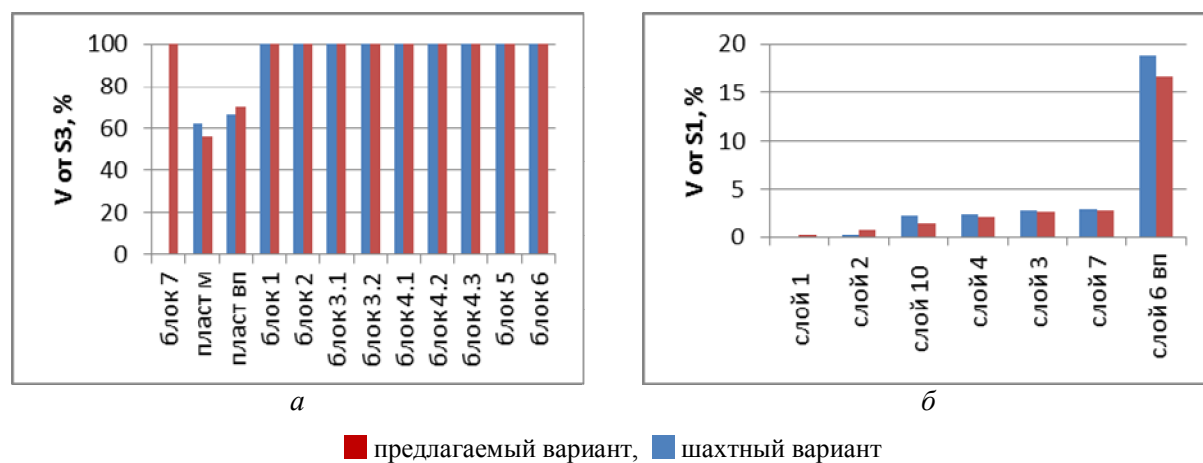 V от S3, %
100
80
60
40
20
0
блок 7
пласт м
пласт вп
блок 1
блок 2
блок 3.1
блок 3.2
блок 4.1
блок 4.2
блок 4.3
блок 5
блок 6
V от S1, %
20
15
10
5
0
слой 1
слой 2
слой 10
слой 4
слой 3
слой 7
слой 6 вп
а
б
предлагаемый вариант, шахтный вариант